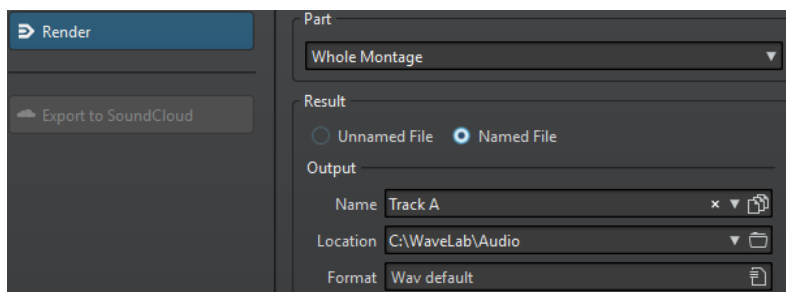 Render
Export to SoundCloud
Part
Whole Montage
Result
Unnamed File Named File
Output
Name Track A
Location C:\WaveLab\Audio
Format Wav default